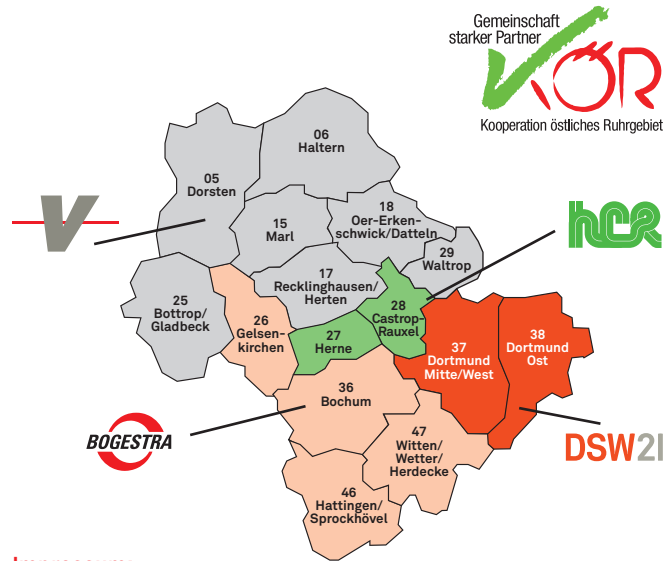 Gemeinschaft
starker Partner
KÖR
Kooperation östliches Ruhrgebiet
06
Haltern
05
Dorsten
V
18
Oer-Erken-
schwick/Datteln
15
Marl
hcr
29
Waltrop
17
Recklinghausen/
Herten
25
Bottrop/
Gladbeck
28
Castrop-
Rauxel
26
Gelsen-
kirchen
27
Herne
37
Dortmund
Mitte/West
38
Dortmund
Ost
36
Bochum
BOGESTRA
47
Witten/
Wetter/
Herdecke
DSW21
46
Hattingen/
Sprockhövel